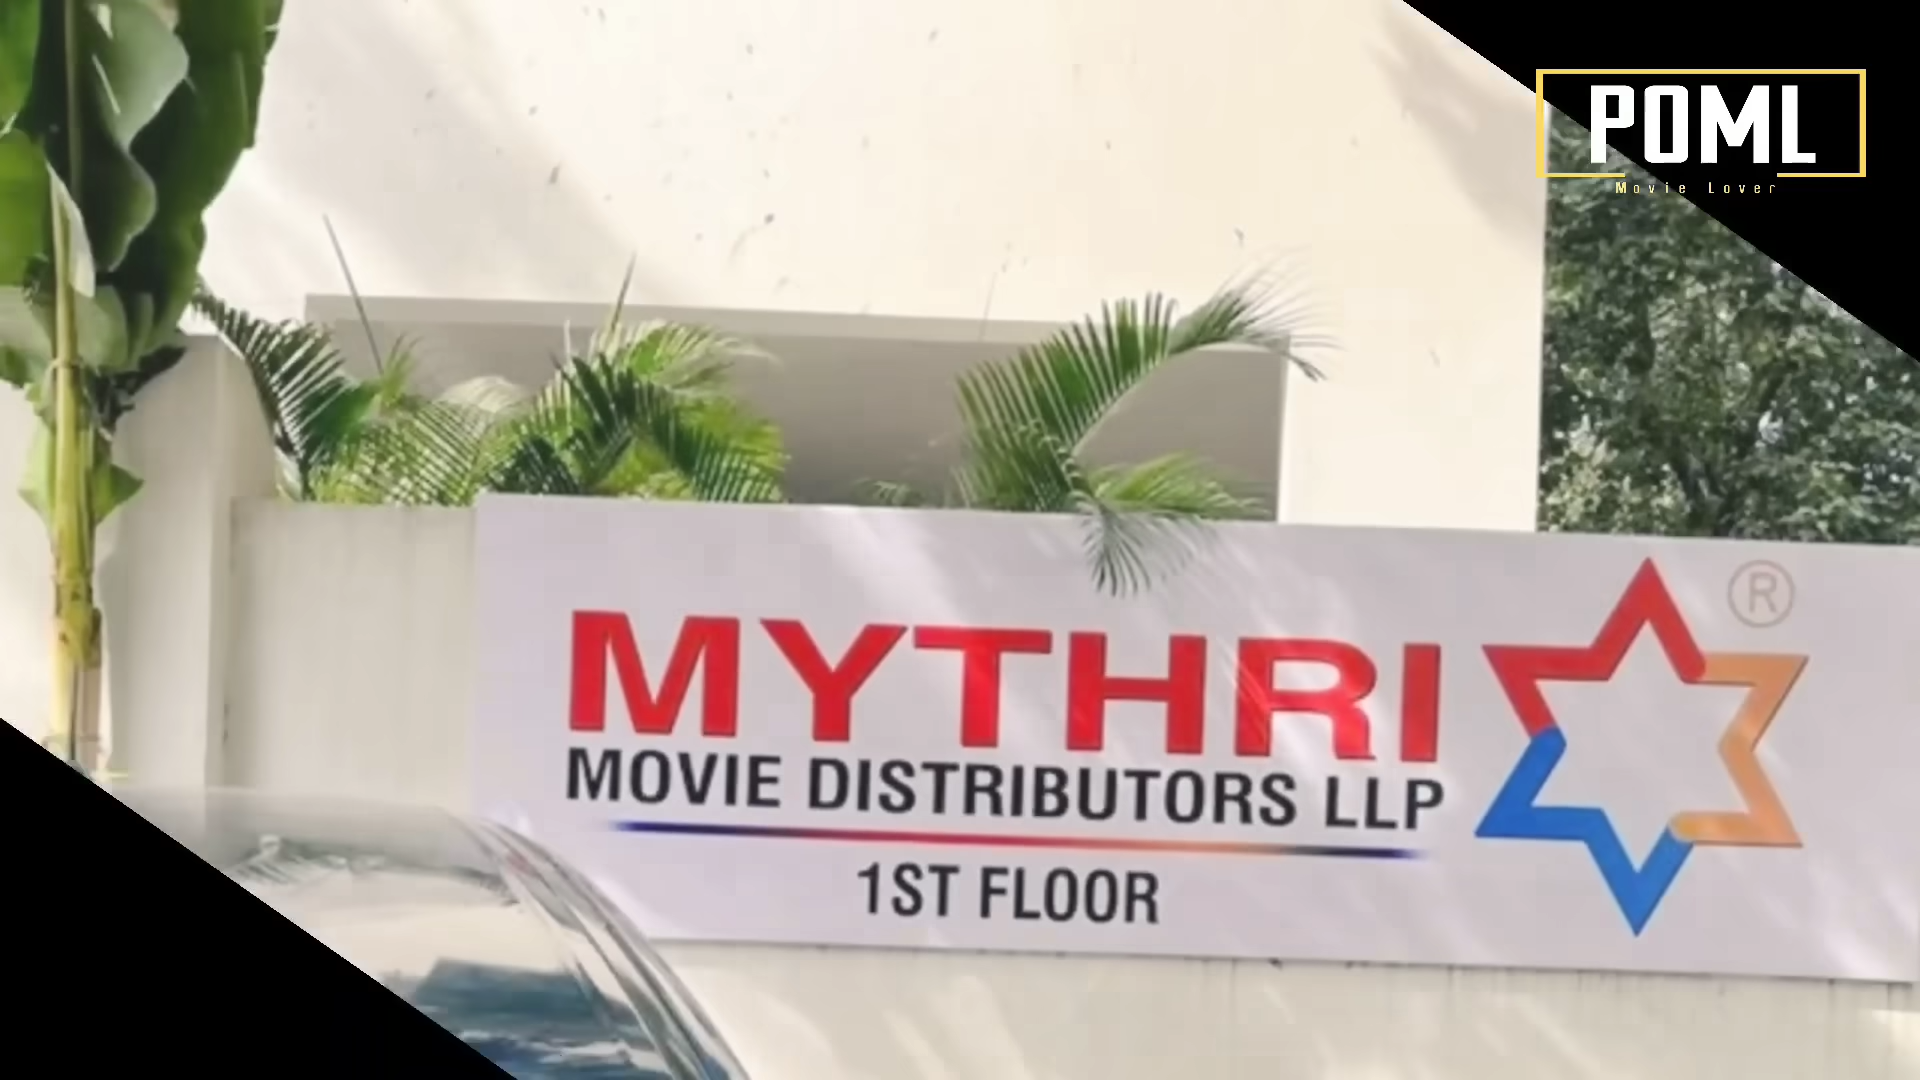 POML
Movie Lover
®
MYTHRI
MOVIE DISTRIBUTORS LLP
1ST FLOOR